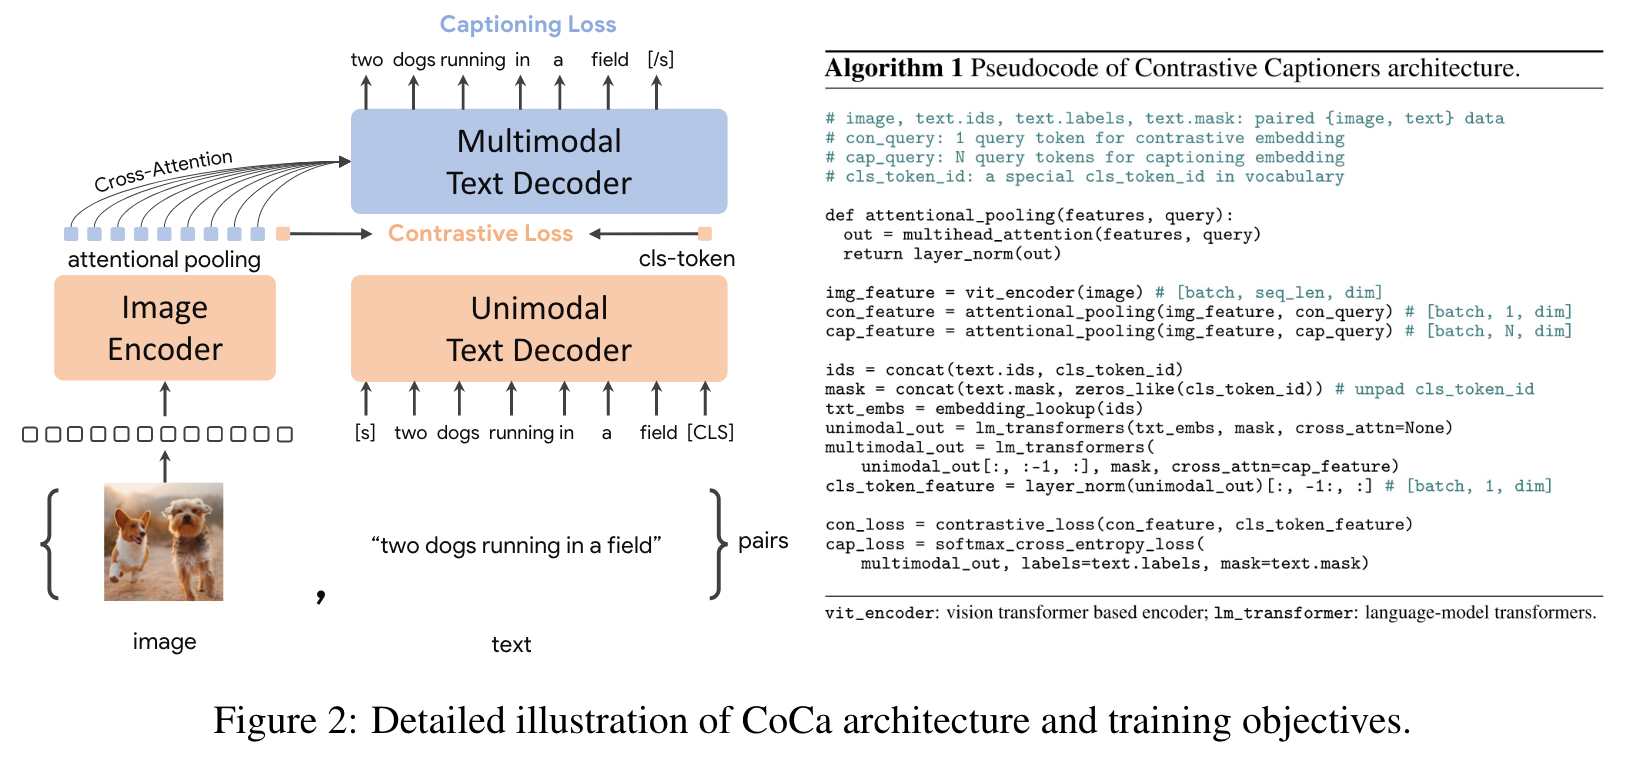 Captioning Loss
two dogs running in a field [/s]
Multimodal
Text Decoder
Cross-Attention
Contrastive Loss
attentional pooling
cls-token
Image
Encoder
Unimodal
Text Decoder
[s] two dogs running in a field [CLS]
“two dogs running in a field”
,
pairs
image
text
Algorithm 1 Pseudocode of Contrastive Captioners architecture.
# image, text.ids, text.labels, text.mask: paired {image, text} data
# con_query: 1 query token for contrastive embedding
# cap_query: N query tokens for captioning embedding
# cls_token_id: a special cls_token_id in vocabulary
def attentional_pooling(features, query):
  out = multihead_attention(features, query)
  return layer_norm(out)
img_feature = vit_encoder(image) # [batch, seq_len, dim]
con_feature = attentional_pooling(img_feature, con_query) # [batch, 1, dim]
cap_feature = attentional_pooling(img_feature, cap_query) # [batch, N, dim]
ids = concat(text.ids, cls_token_id)
mask = concat(text.mask, zeros_like(cls_token_id)) # unpad cls_token_id
txt_embs = embedding_lookup(ids)
unimodal_out = lm_transformers(txt_embs, mask, cross_attn=None)
multimodal_out = lm_transformers(
    unimodal_out[:, :-1, :], mask, cross_attn=cap_feature)
cls_token_feature = layer_norm(unimodal_out)[:, -1:, :] # [batch, 1, dim]
con_loss = contrastive_loss(con_feature, cls_token_feature)
cap_loss = softmax_cross_entropy_loss(
    multimodal_out, labels=text.labels, mask=text.mask)
vit_encoder: vision transformer based encoder; lm_transformer: language-model transformers.
Figure 2: Detailed illustration of CoCa architecture and training objectives.